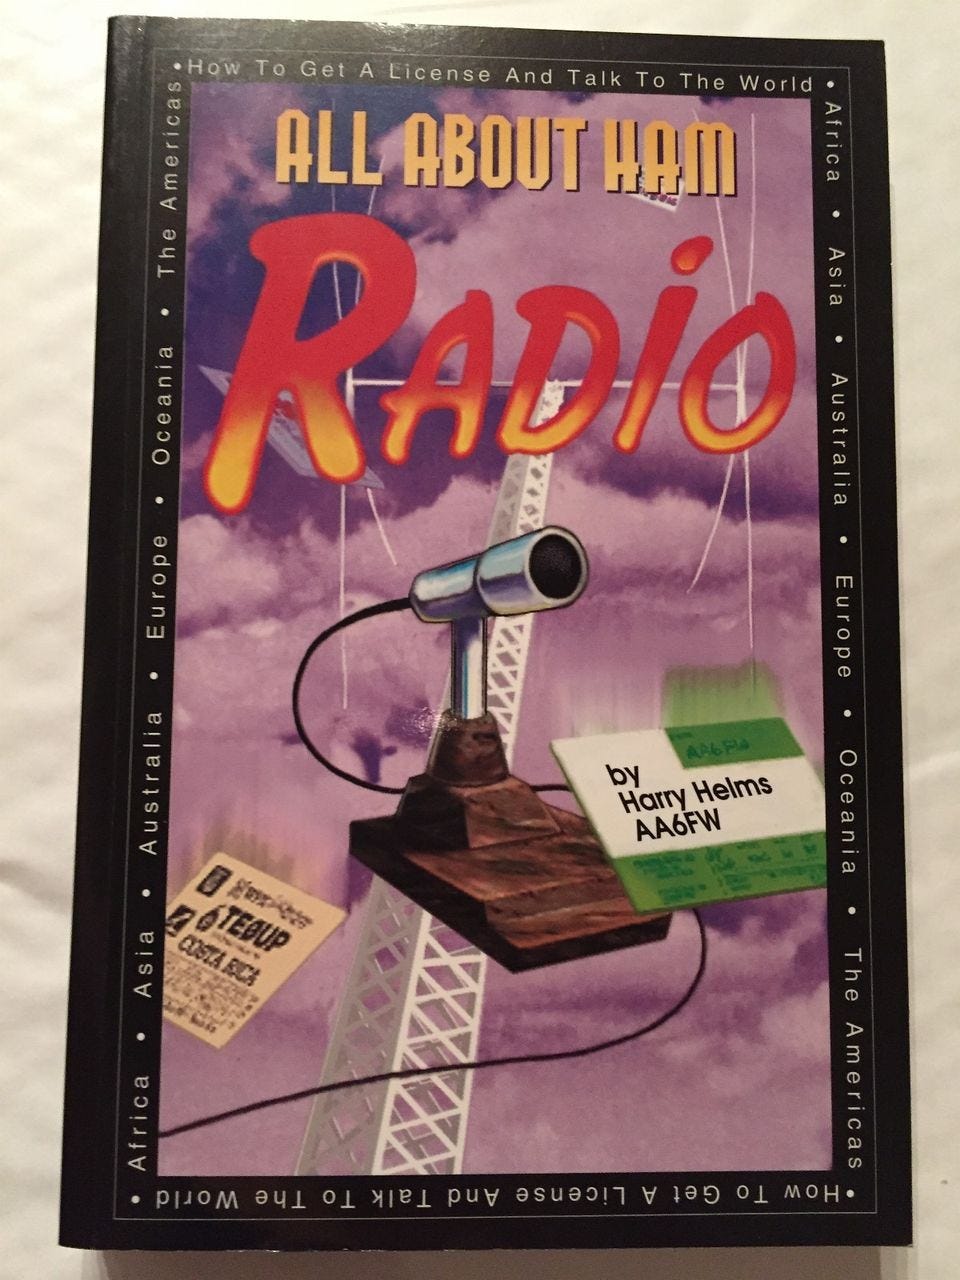 •How To Get A License And Talk To The World•
Africa • Asia • Australia • Europe • Oceania • The Americas
ALL ABOUT HAM
RADIO
AA6FW
by
Harry Helms
AA6FW
TE0UP
COSTA RICA
Africa • Asia • Australia • Europe • Oceania • The Americas
•How To Get A License And Talk To The World•